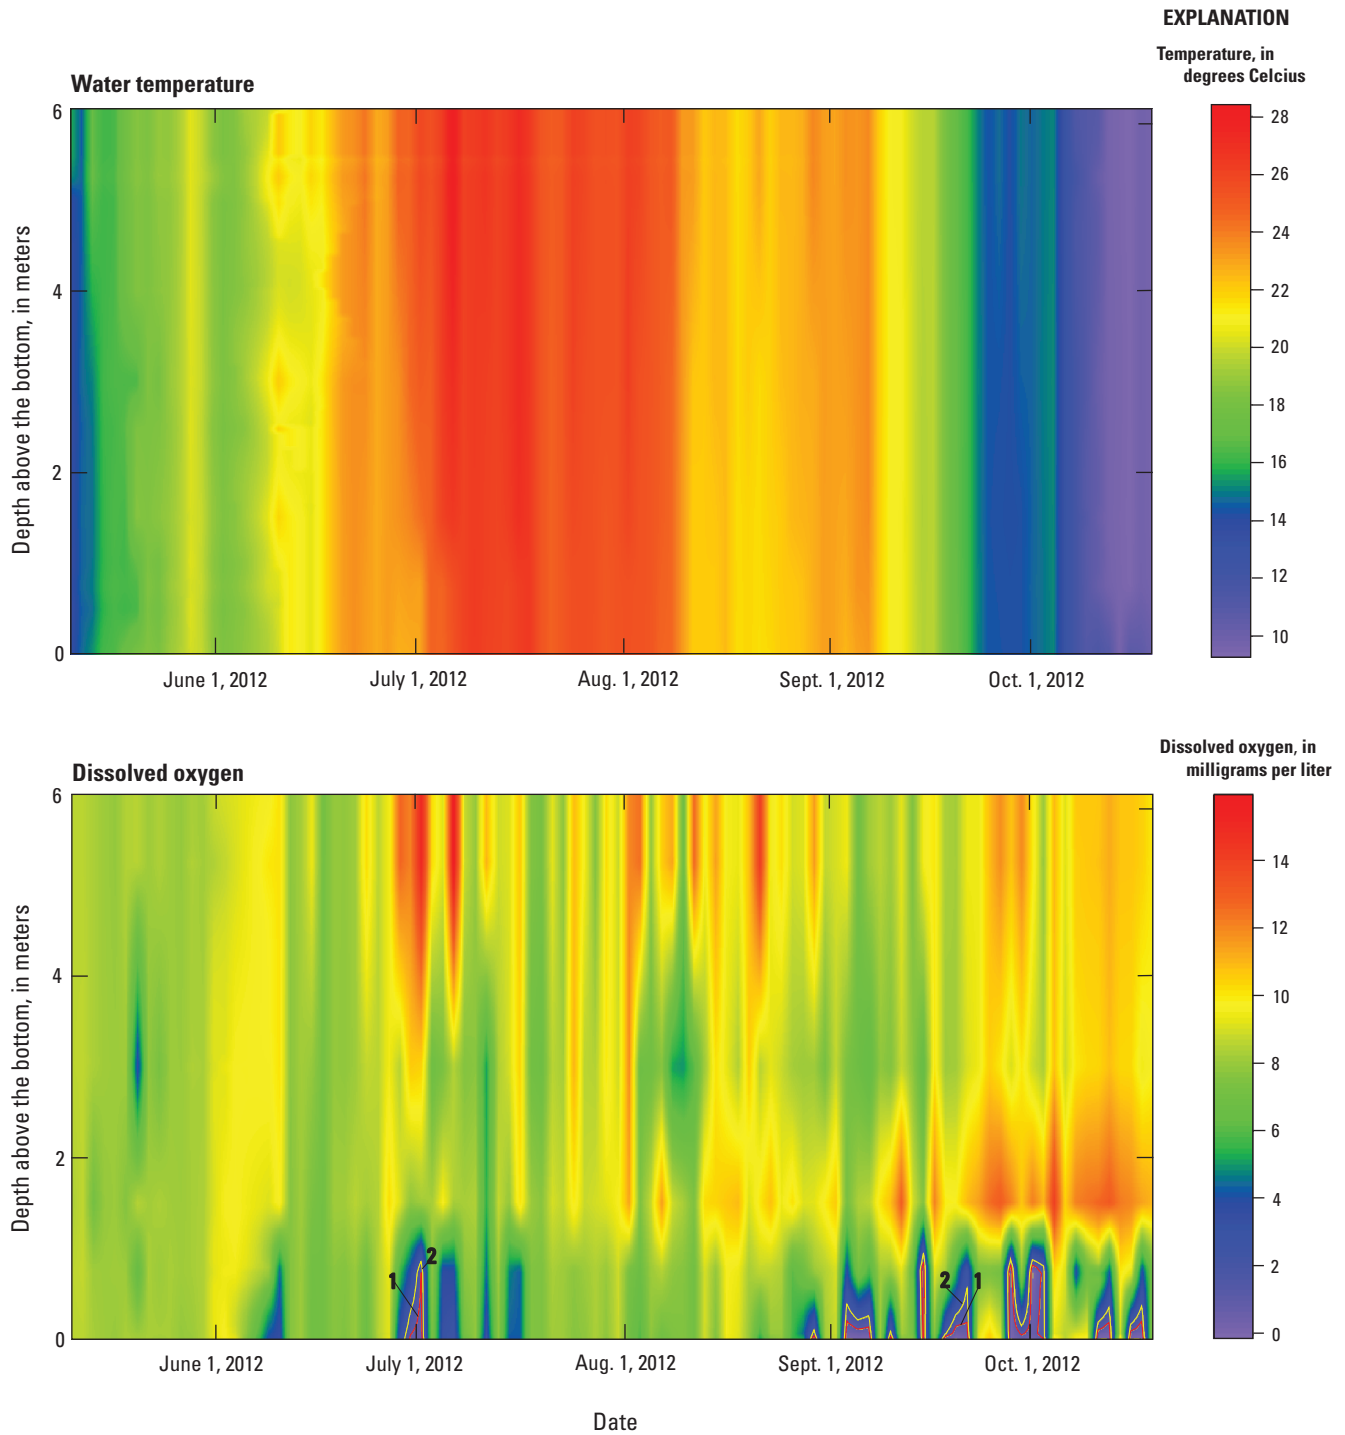 EXPLANATION
Temperature, in
degrees Celcius
Water temperature
6
4
2
0
Depth above the bottom, in meters
June 1, 2012
July 1, 2012
Aug. 1, 2012
Sept. 1, 2012
Oct. 1, 2012
28
26
24
22
20
18
16
14
12
10
Dissolved oxygen, in
milligrams per liter
Dissolved oxygen
6
4
2
0
Depth above the bottom, in meters
1
2
2
1
June 1, 2012
July 1, 2012
Aug. 1, 2012
Sept. 1, 2012
Oct. 1, 2012
14
12
10
8
6
4
2
0
Date